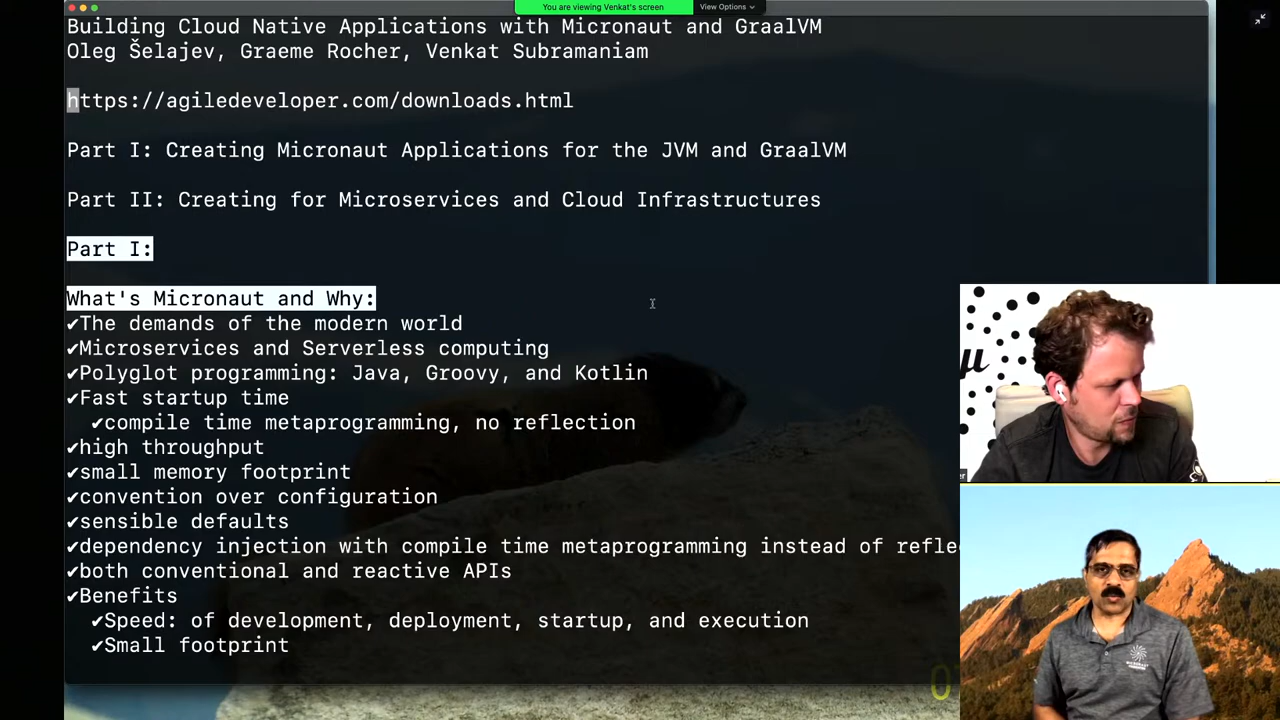 You are viewing Venkat's screen
View Options
Building Cloud Native Applications with Micronaut and GraalVM
Oleg Šelajev, Graeme Rocher, Venkat Subramaniam
https://agiledeveloper.com/downloads.html
Part I: Creating Micronaut Applications for the JVM and GraalVM
Part II: Creating for Microservices and Cloud Infrastructures
Part I:
What's Micronaut and Why:
✔The demands of the modern world
✔Microservices and Serverless computing
✔Polyglot programming: Java, Groovy, and Kotlin
✔Fast startup time
✔compile time metaprogramming, no reflection
✔high throughput
✔small memory footprint
✔convention over configuration
✔sensible defaults
✔dependency injection with compile time metaprogramming instead of refle
✔both conventional and reactive APIs
✔Benefits
✔Speed: of development, deployment, startup, and execution
✔Small footprint
μ